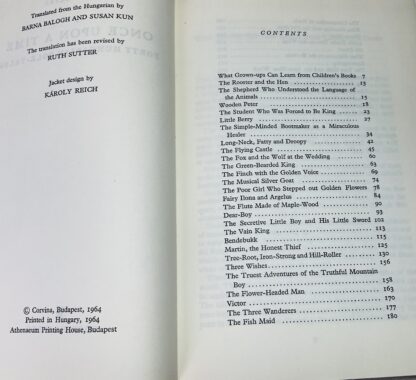 Translated from the Hungarian by
BARNA BALOGH AND SUSAN KUN
The translation has been revised by
RUTH SUTTER
Jacket design by
KÁROLY REICH
© Corvina, Budapest, 1964
Printed in Hungary, 1964
Athenaeum Printing House, Budapest
CONTENTS
What Grown-ups Can Learn from Children's Books 7
The Rooster and the Hen 13
The Shepherd Who Understood the Language of
the Animals 15
Wooden Peter 18
The Student Who Was Forced to Be King 23
Little Berry 27
The Simple-Minded Bootmaker as a Miraculous
Healer 34
Long-Neck, Fatty and Droopy 42
The Flying Castle 45
The Fox and the Wolf at the Wedding 60
The Green-Bearded King 63
The Finch with the Golden Voice 69
The Musical Silver Goat 74
The Poor Girl Who Stepped out Golden Flowers 78
Fairy Ilona and Argelus 84
The Flute Made of Maple-Wood 90
Dear-Boy 93
The Secretive Little Boy and His Little Sword 102
The Vain King 113
Bendebukk 113
Martin, the Honest Thief 125
Tree-Root, Iron-Strong and Hill-Roller 130
Three Wishes 156
The Truest Adventures of the Truthful Mountain
Boy 158
The Flower-Headed Man 163
Victor 170
The Three Wanderers 177
The Fish Maid 180